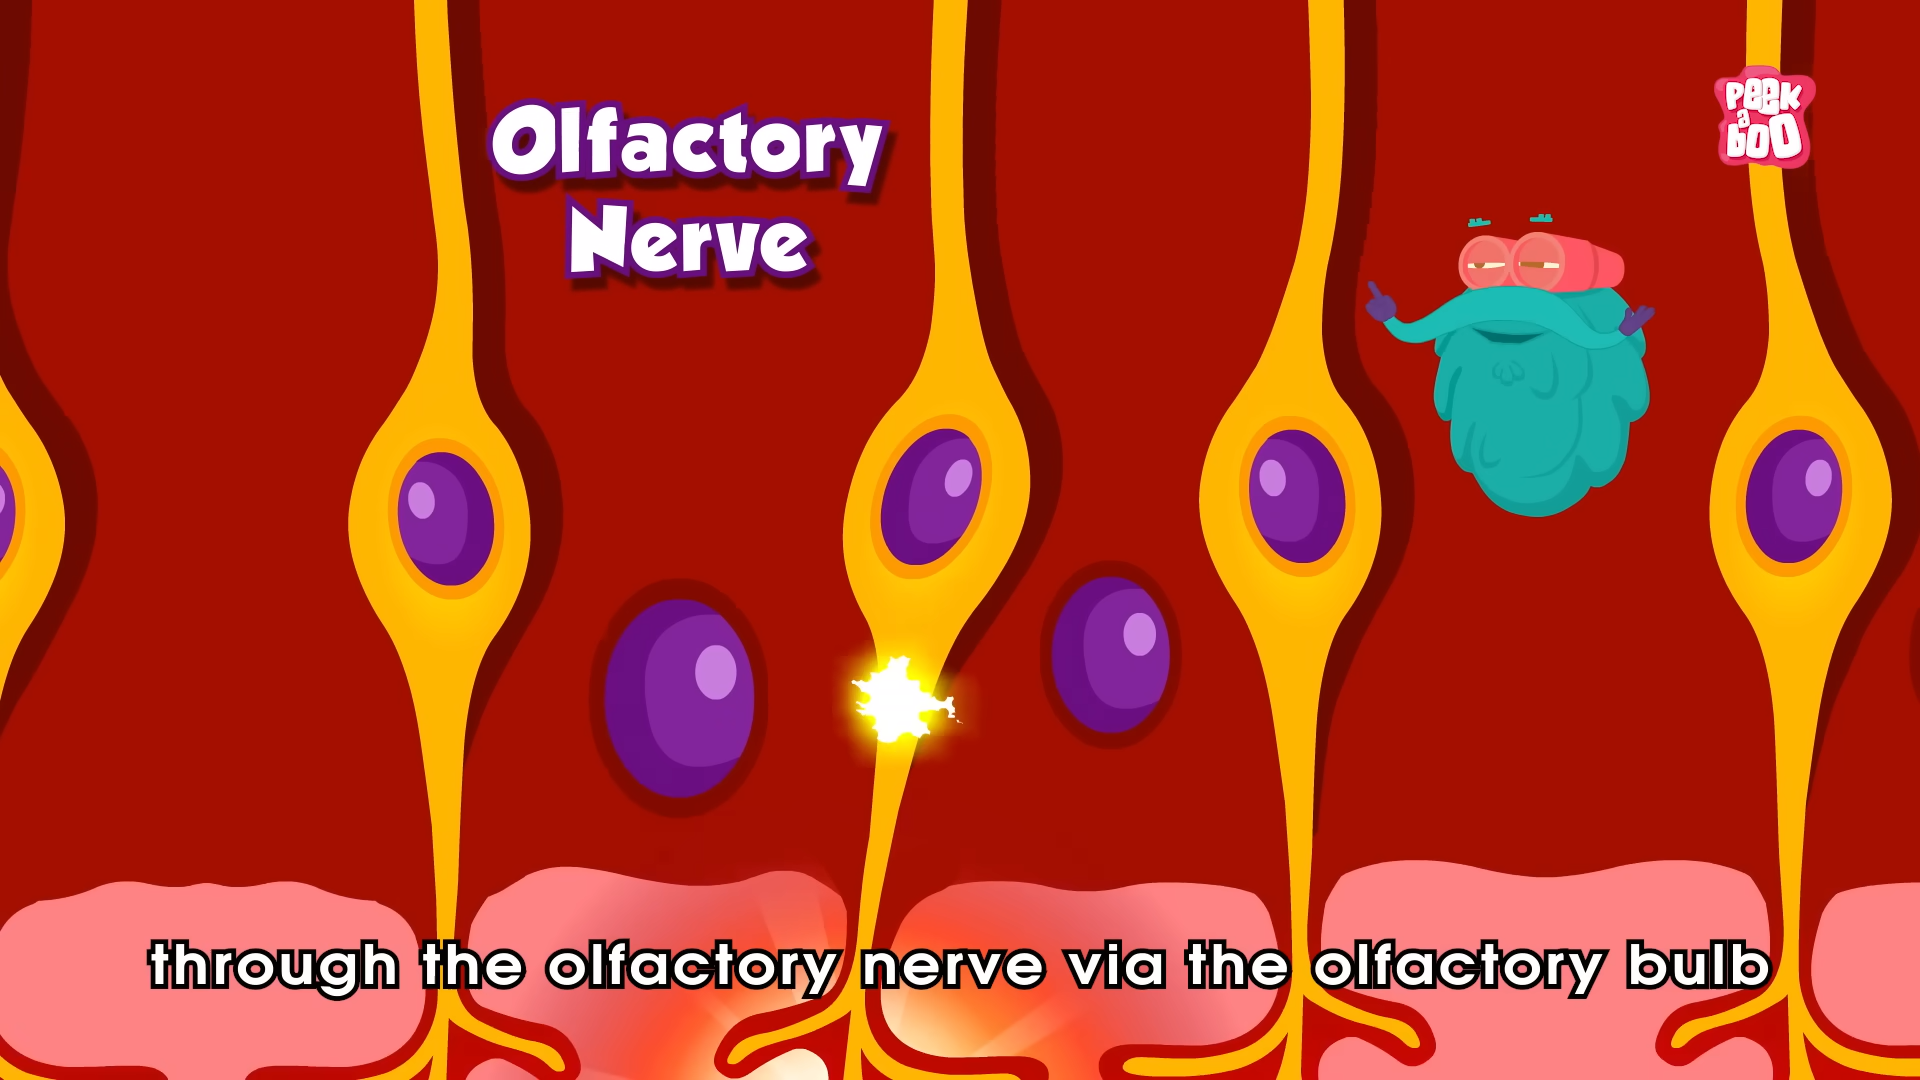 Olfactory
Nerve
Peek
a
boo
through the olfactory nerve via the olfactory bulb